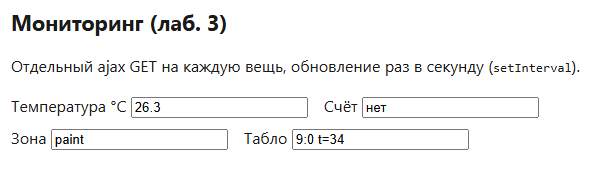 Мониторинг (лаб. 3)
Отдельный ajax GET на каждую вещь, обновление раз в секунду (setInterval).
Температура °C 26.3 Счёт нет
Зона paint Табло 9:0 t=34